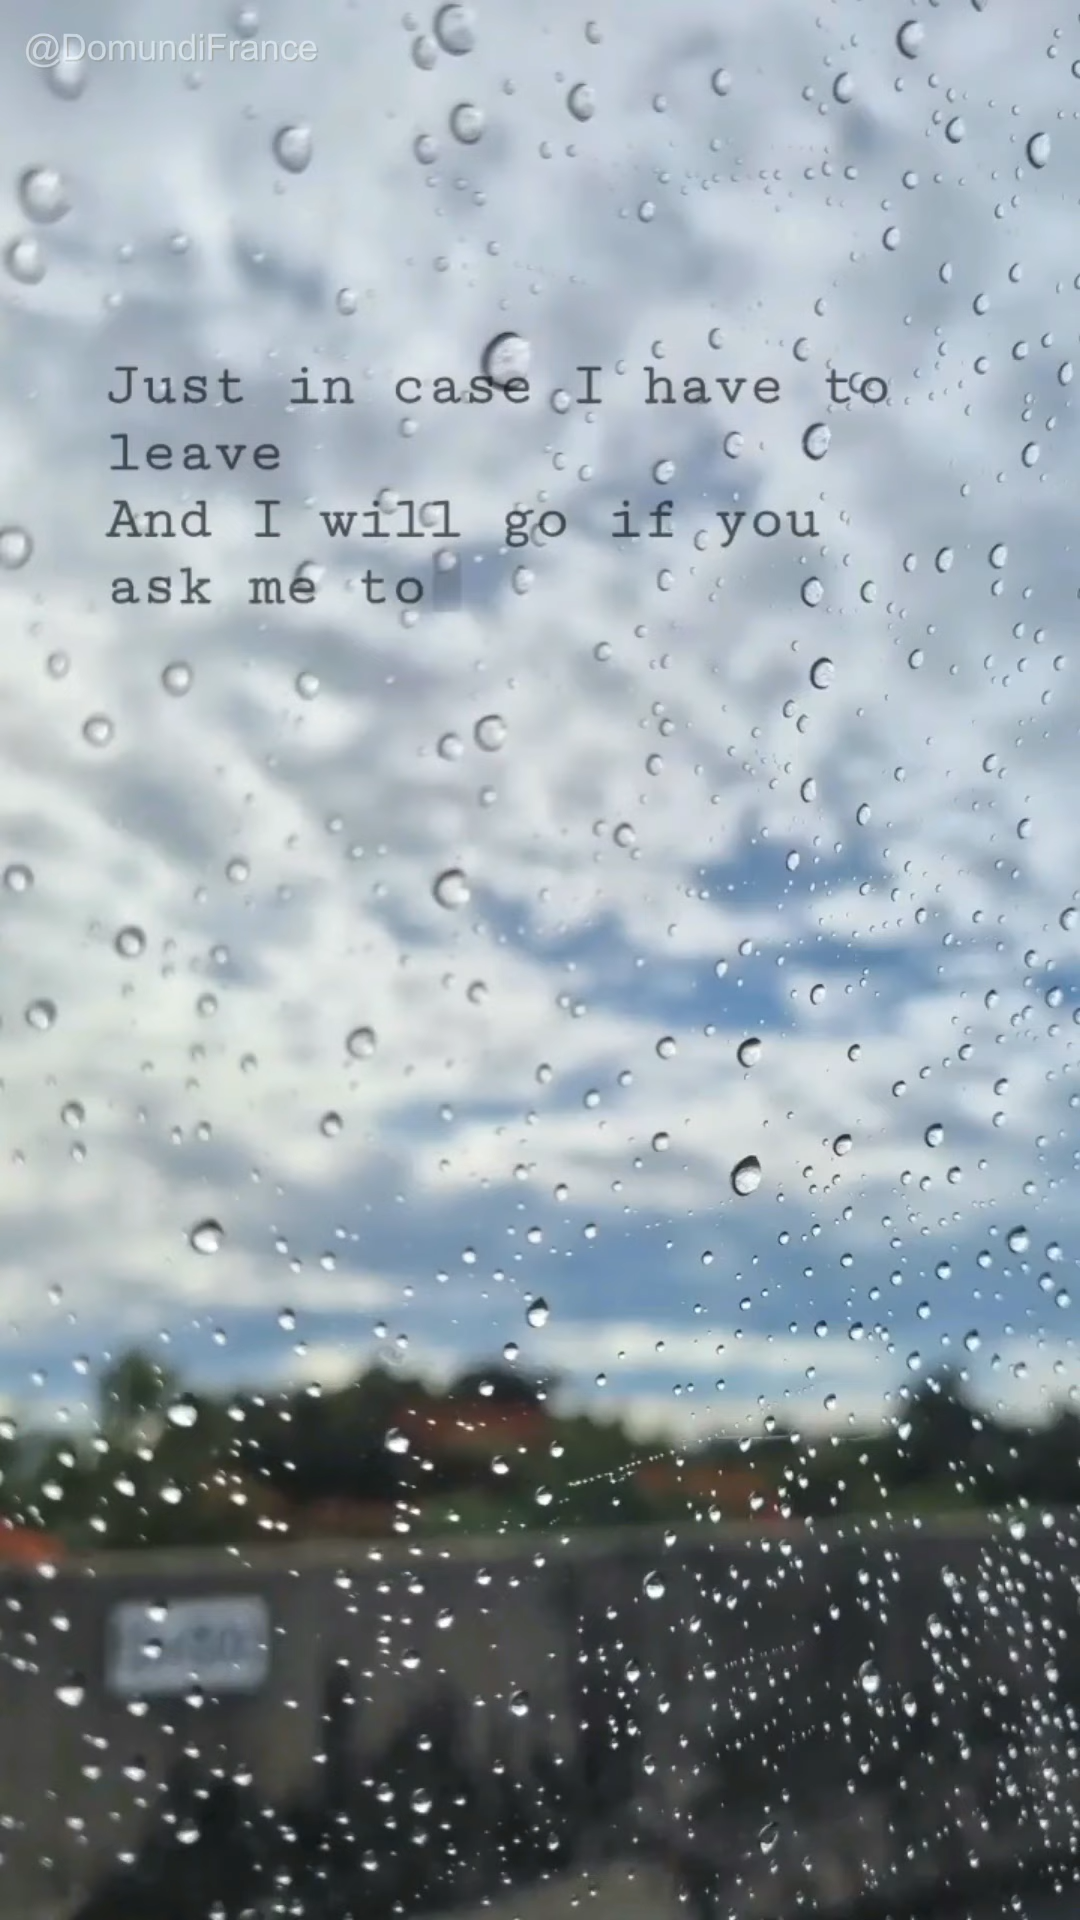 @DomundiFrance
Just in case I have to
leave
And I will go if you
ask me to